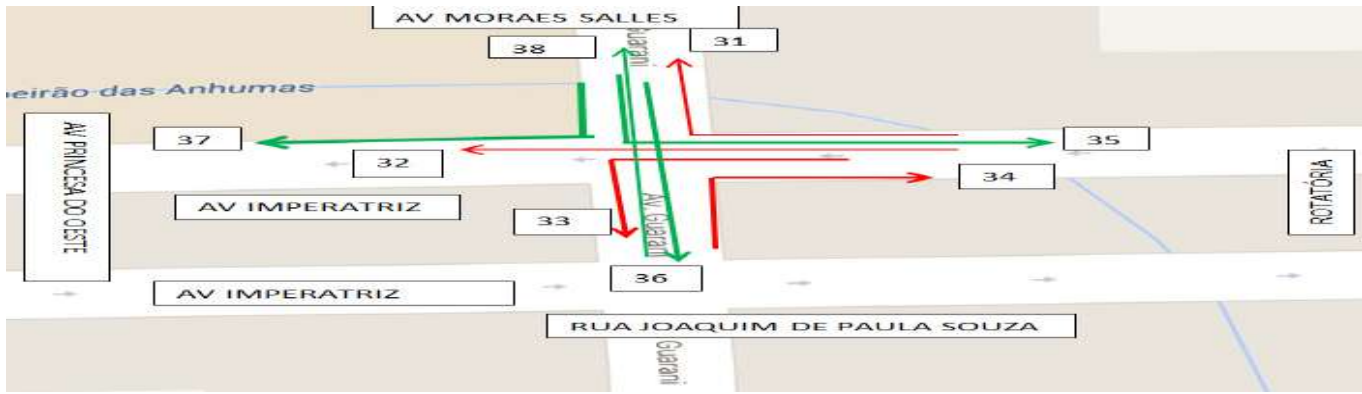 AV MORAES SALLES
38
Guarani
31
eirão das Anhumas
AV PRINCESA DO OESTE
37
35
32
34
AV IMPERATRIZ
33
Av Guarani
ROTATÓRIA
36
AV IMPERATRIZ
RUA JOAQUIM DE PAULA SOUZA
Guarani